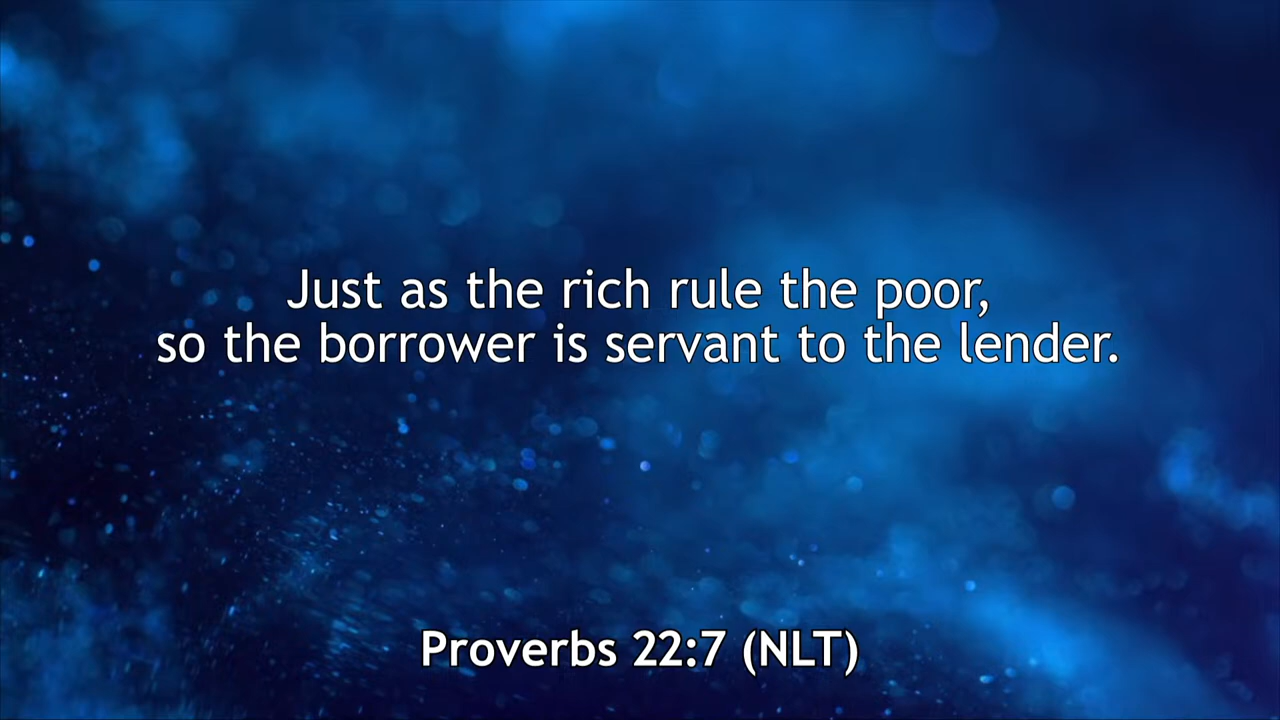 Just as the rich rule the poor,
so the borrower is servant to the lender.
Proverbs 22:7 (NLT)